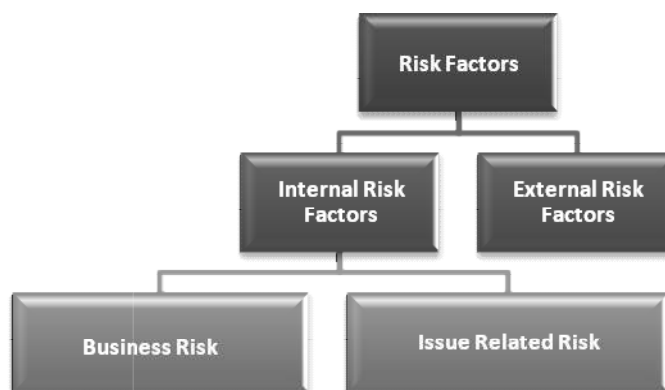 Risk Factors
Internal Risk
Factors
External Risk
Factors
Business Risk
Issue Related Risk